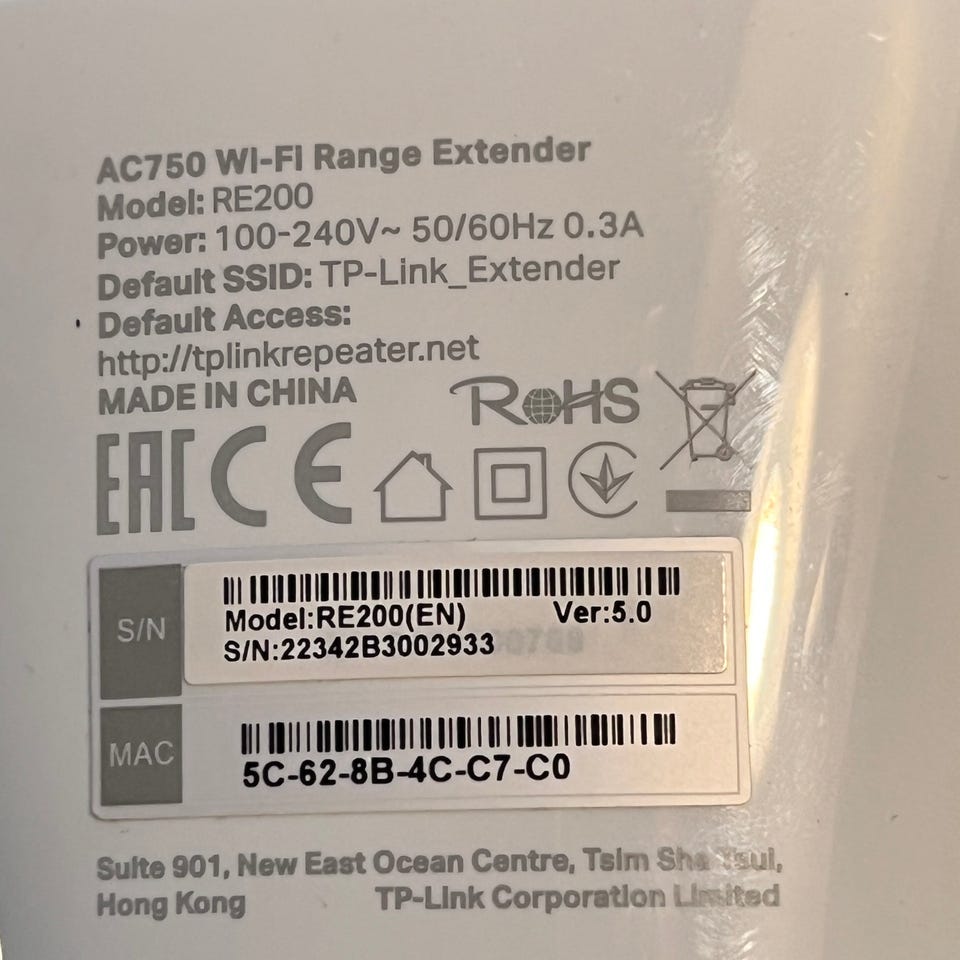 AC750 Wi-Fi Range Extender
Model: RE200
Power: 100-240V~ 50/60Hz 0.3A
Default SSID: TP-Link_Extender
Default Access:
http://tplinkrepeater.net
MADE IN CHINA
RoHS
EAC CE
S/N
Model:RE200(EN) Ver:5.0
S/N:22342B3002933
MAC
5C-62-8B-4C-C7-C0
Suite 901, New East Ocean Centre, Tsim Sha Tsui,
Hong Kong TP-Link Corporation Limited